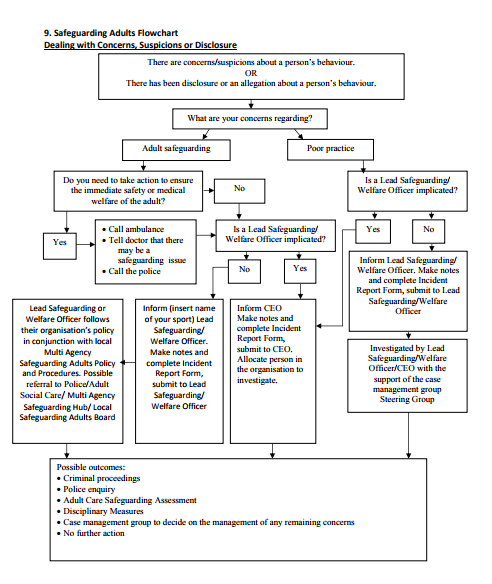 9. Safeguarding Adults Flowchart
Dealing with Concerns, Suspicions or Disclosure
There are concerns/suspicions about a person's behaviour.
OR
There has been disclosure or an allegation about a person's behaviour.
What are your concerns regarding?
Adult safeguarding
Poor practice
Do you need to take action to ensure
the immediate safety or medical
welfare of the adult?
No
Is a Lead Safeguarding/
Welfare Officer implicated?
Yes
• Call ambulance
• Tell doctor that there
may be a
safeguarding issue
• Call the police
Is a Lead Safeguarding/
Welfare Officer implicated?
Yes
No
No
Yes
Inform Lead Safeguarding/
Welfare Officer. Make notes
and complete Incident
Report Form, submit to Lead
Safeguarding/Welfare
Officer
Lead Safeguarding or
Welfare Officer follows
their organisation's policy
in conjunction with local
Multi Agency
Safeguarding Adults Policy
and Procedures. Possible
referral to Police/Adult
Social Care/ Multi Agency
Safeguarding Hub/ Local
Safeguarding Adults Board
Inform (insert name
of your sport) Lead
Safeguarding/
Welfare Officer.
Make notes and
complete Incident
Report Form,
submit to Lead
Safeguarding/
Welfare Officer
Inform CEO
Make notes and
complete Incident
Report Form,
submit to CEO.
Allocate person in
the organisation to
investigate.
Investigated by Lead
Safeguarding/Welfare
Officer/CEO with the
support of the case
management group
Steering Group
Possible outcomes:
• Criminal proceedings
• Police enquiry
• Adult Care Safeguarding Assessment
• Disciplinary Measures
• Case management group to decide on the management of any remaining concerns
• No further action